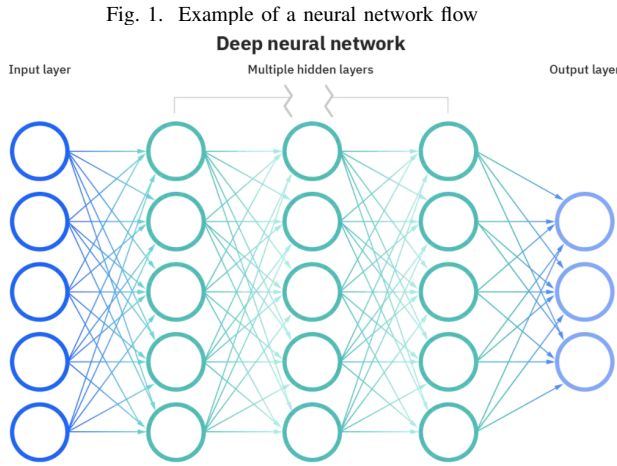 Fig. 1. Example of a neural network flow
Deep neural network
Input layer
Multiple hidden layers
Output layer